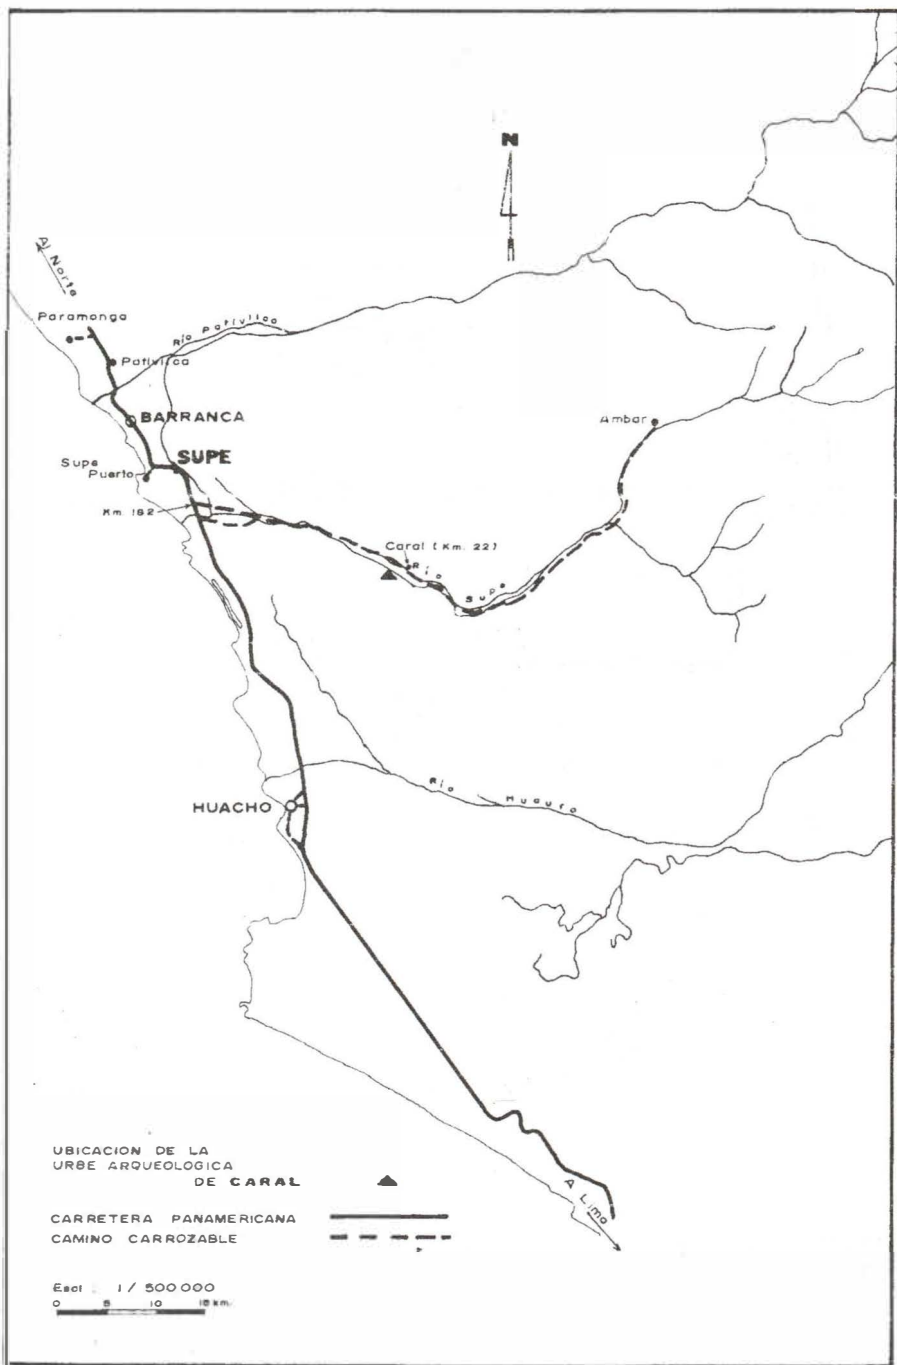 N
Al Norte
Paramonga
Río Pativilca
Pativilca
BARRANCA
Ambar
SUPE
Supe
Puerto
Km. 182
Caral (Km. 22)
Río Supe
Río Huaura
HUACHO
A Lima
UBICACION DE LA
URBE ARQUEOLOGICA
DE CARAL
CARRETERA PANAMERICANA
CAMINO CARROZABLE
Escl 1/500000
0 5 10 15 km.